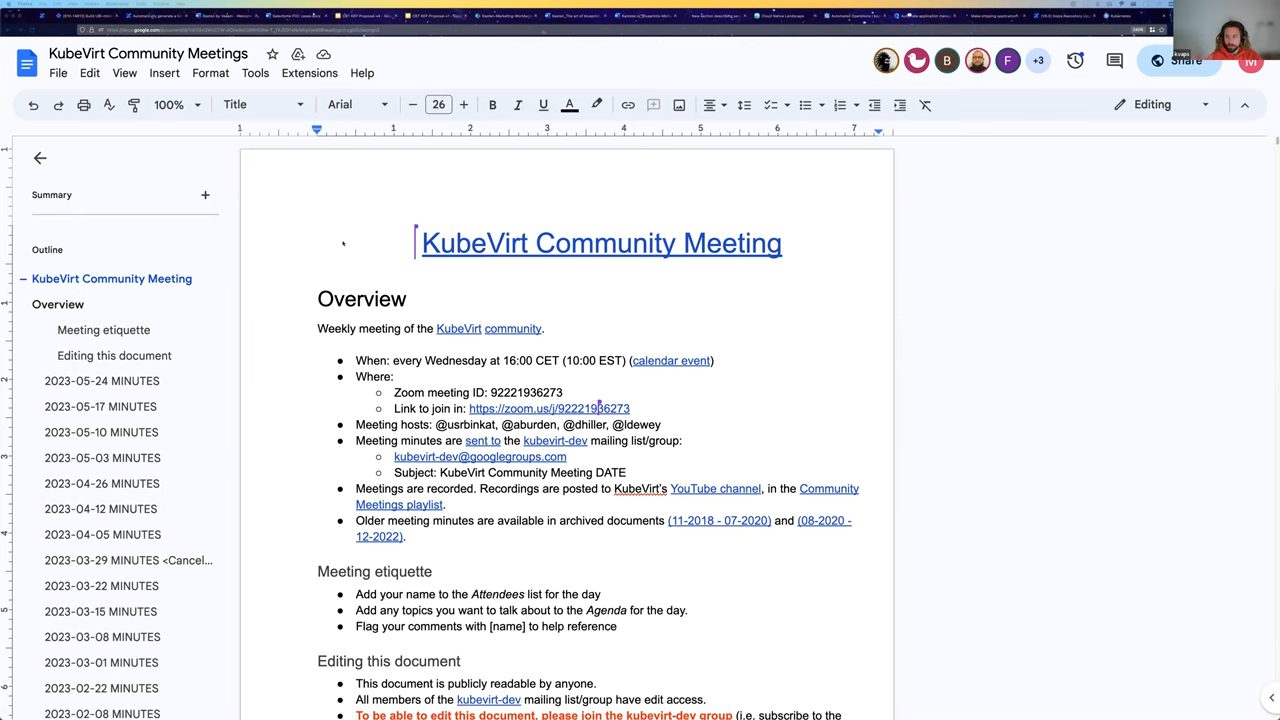 KubeVirt Community Meetings
File Edit View Insert Format Tools Extensions Help
+3
Share
100% Title Arial 26 Editing
1 1 2 3 4 5 6 7
Summary
Outline
KubeVirt Community Meeting
Overview
Meeting etiquette
Editing this document
2023-05-24 MINUTES
2023-05-17 MINUTES
2023-05-10 MINUTES
2023-05-03 MINUTES
2023-04-26 MINUTES
2023-04-12 MINUTES
2023-04-05 MINUTES
2023-03-29 MINUTES <Cancel...
2023-03-22 MINUTES
2023-03-15 MINUTES
2023-03-08 MINUTES
2023-03-01 MINUTES
2023-02-22 MINUTES
2023-02-08 MINUTES
KubeVirt Community Meeting
Overview
Weekly meeting of the KubeVirt community.
● When: every Wednesday at 16:00 CET (10:00 EST) (calendar event)
● Where:
○ Zoom meeting ID: 92221936273
○ Link to join in: https://zoom.us/j/92221936273
● Meeting hosts: @usrbinkat, @aburden, @dhiller, @ldewey
● Meeting minutes are sent to the kubevirt-dev mailing list/group:
○ kubevirt-dev@googlegroups.com
○ Subject: KubeVirt Community Meeting DATE
● Meetings are recorded. Recordings are posted to KubeVirt's YouTube channel, in the Community
Meetings playlist.
● Older meeting minutes are available in archived documents (11-2018 - 07-2020) and (08-2020 -
12-2022).
Meeting etiquette
● Add your name to the Attendees list for the day
● Add any topics you want to talk about to the Agenda for the day.
● Flag your comments with [name] to help reference
Editing this document
● This document is publicly readable by anyone.
● All members of the kubevirt-dev mailing list/group have edit access.
● To be able to edit this document, please join the kubevirt-dev group (i.e. subscribe to the